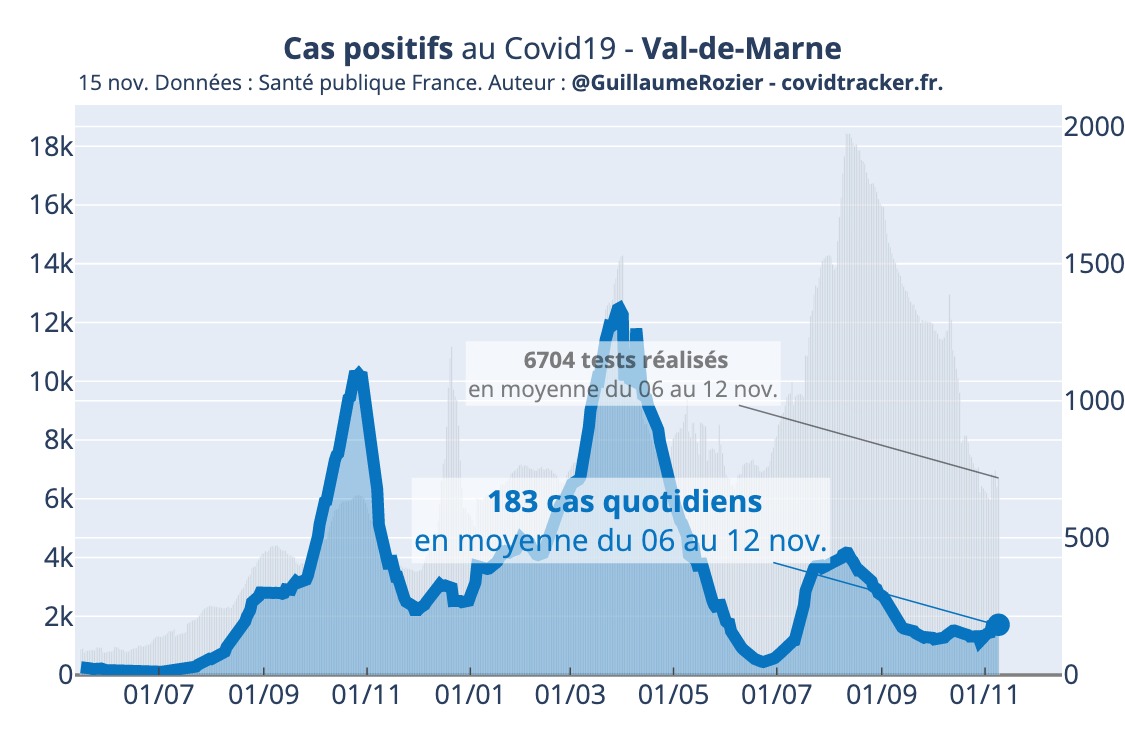 Cas positifs au Covid19 - Val-de-Marne
15 nov. Données : Santé publique France. Auteur : @GuillaumeRozier - covidtracker.fr.
2000
18k
16k
14k
1500
12k
10k
1000
8k
6k
4k
500
2k
0
0
6704 tests réalisés
en moyenne du 06 au 12 nov.
183 cas quotidiens
en moyenne du 06 au 12 nov.
01/07 01/09 01/11 01/01 01/03 01/05 01/07 01/09 01/11